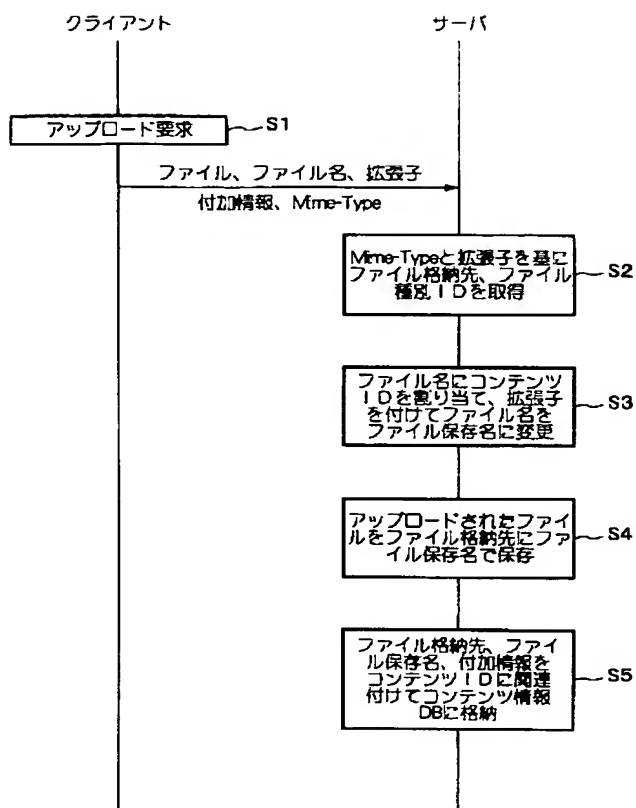 クライアント
サーバ
アップロード要求
S1
ファイル、ファイル名、拡張子
付加情報、Mime-Type
Mime-Typeと拡張子を基に
ファイル格納先、ファイル
種別IDを取得
S2
ファイル名にコンテンツ
IDを割り当て、拡張子
を付けてファイル名を
ファイル保存名に変更
S3
アップロードされたファイ
ルをファイル格納先にファ
イル保存名で保存
S4
ファイル格納先、ファイ
ル保存名、付加情報を
コンテンツIDに関連
付けてコンテンツ情報
DBに格納
S5